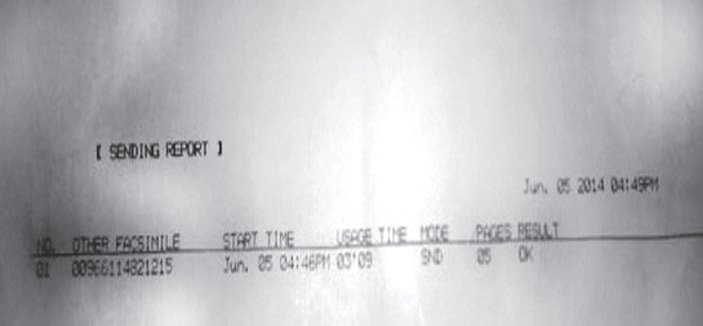 [ SENDING REPORT ]
Jun. 05 2014 04:49PM
NO. OTHER FACSIMILE START TIME USAGE TIME MODE PAGES RESULT
01 00966114821215 Jun. 05 04:46PM 03'09 SND 05 OK